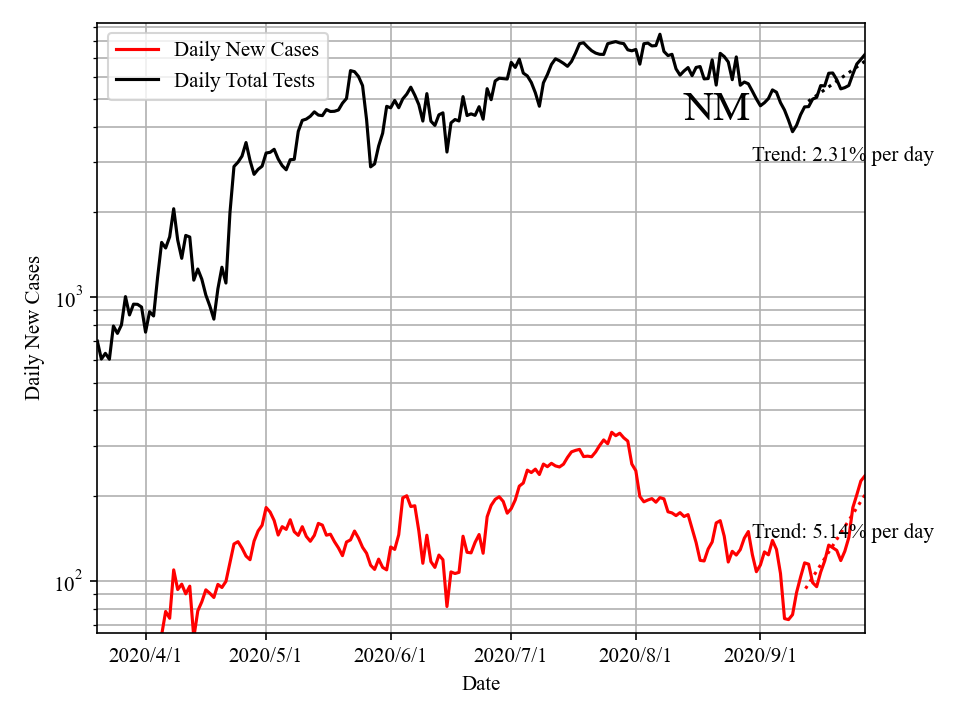 Daily New Cases
Daily Total Tests
NM
Trend: 2.31% per day
Trend: 5.14% per day
10³
10²
Daily New Cases
2020/4/1 2020/5/1 2020/6/1 2020/7/1 2020/8/1 2020/9/1
Date